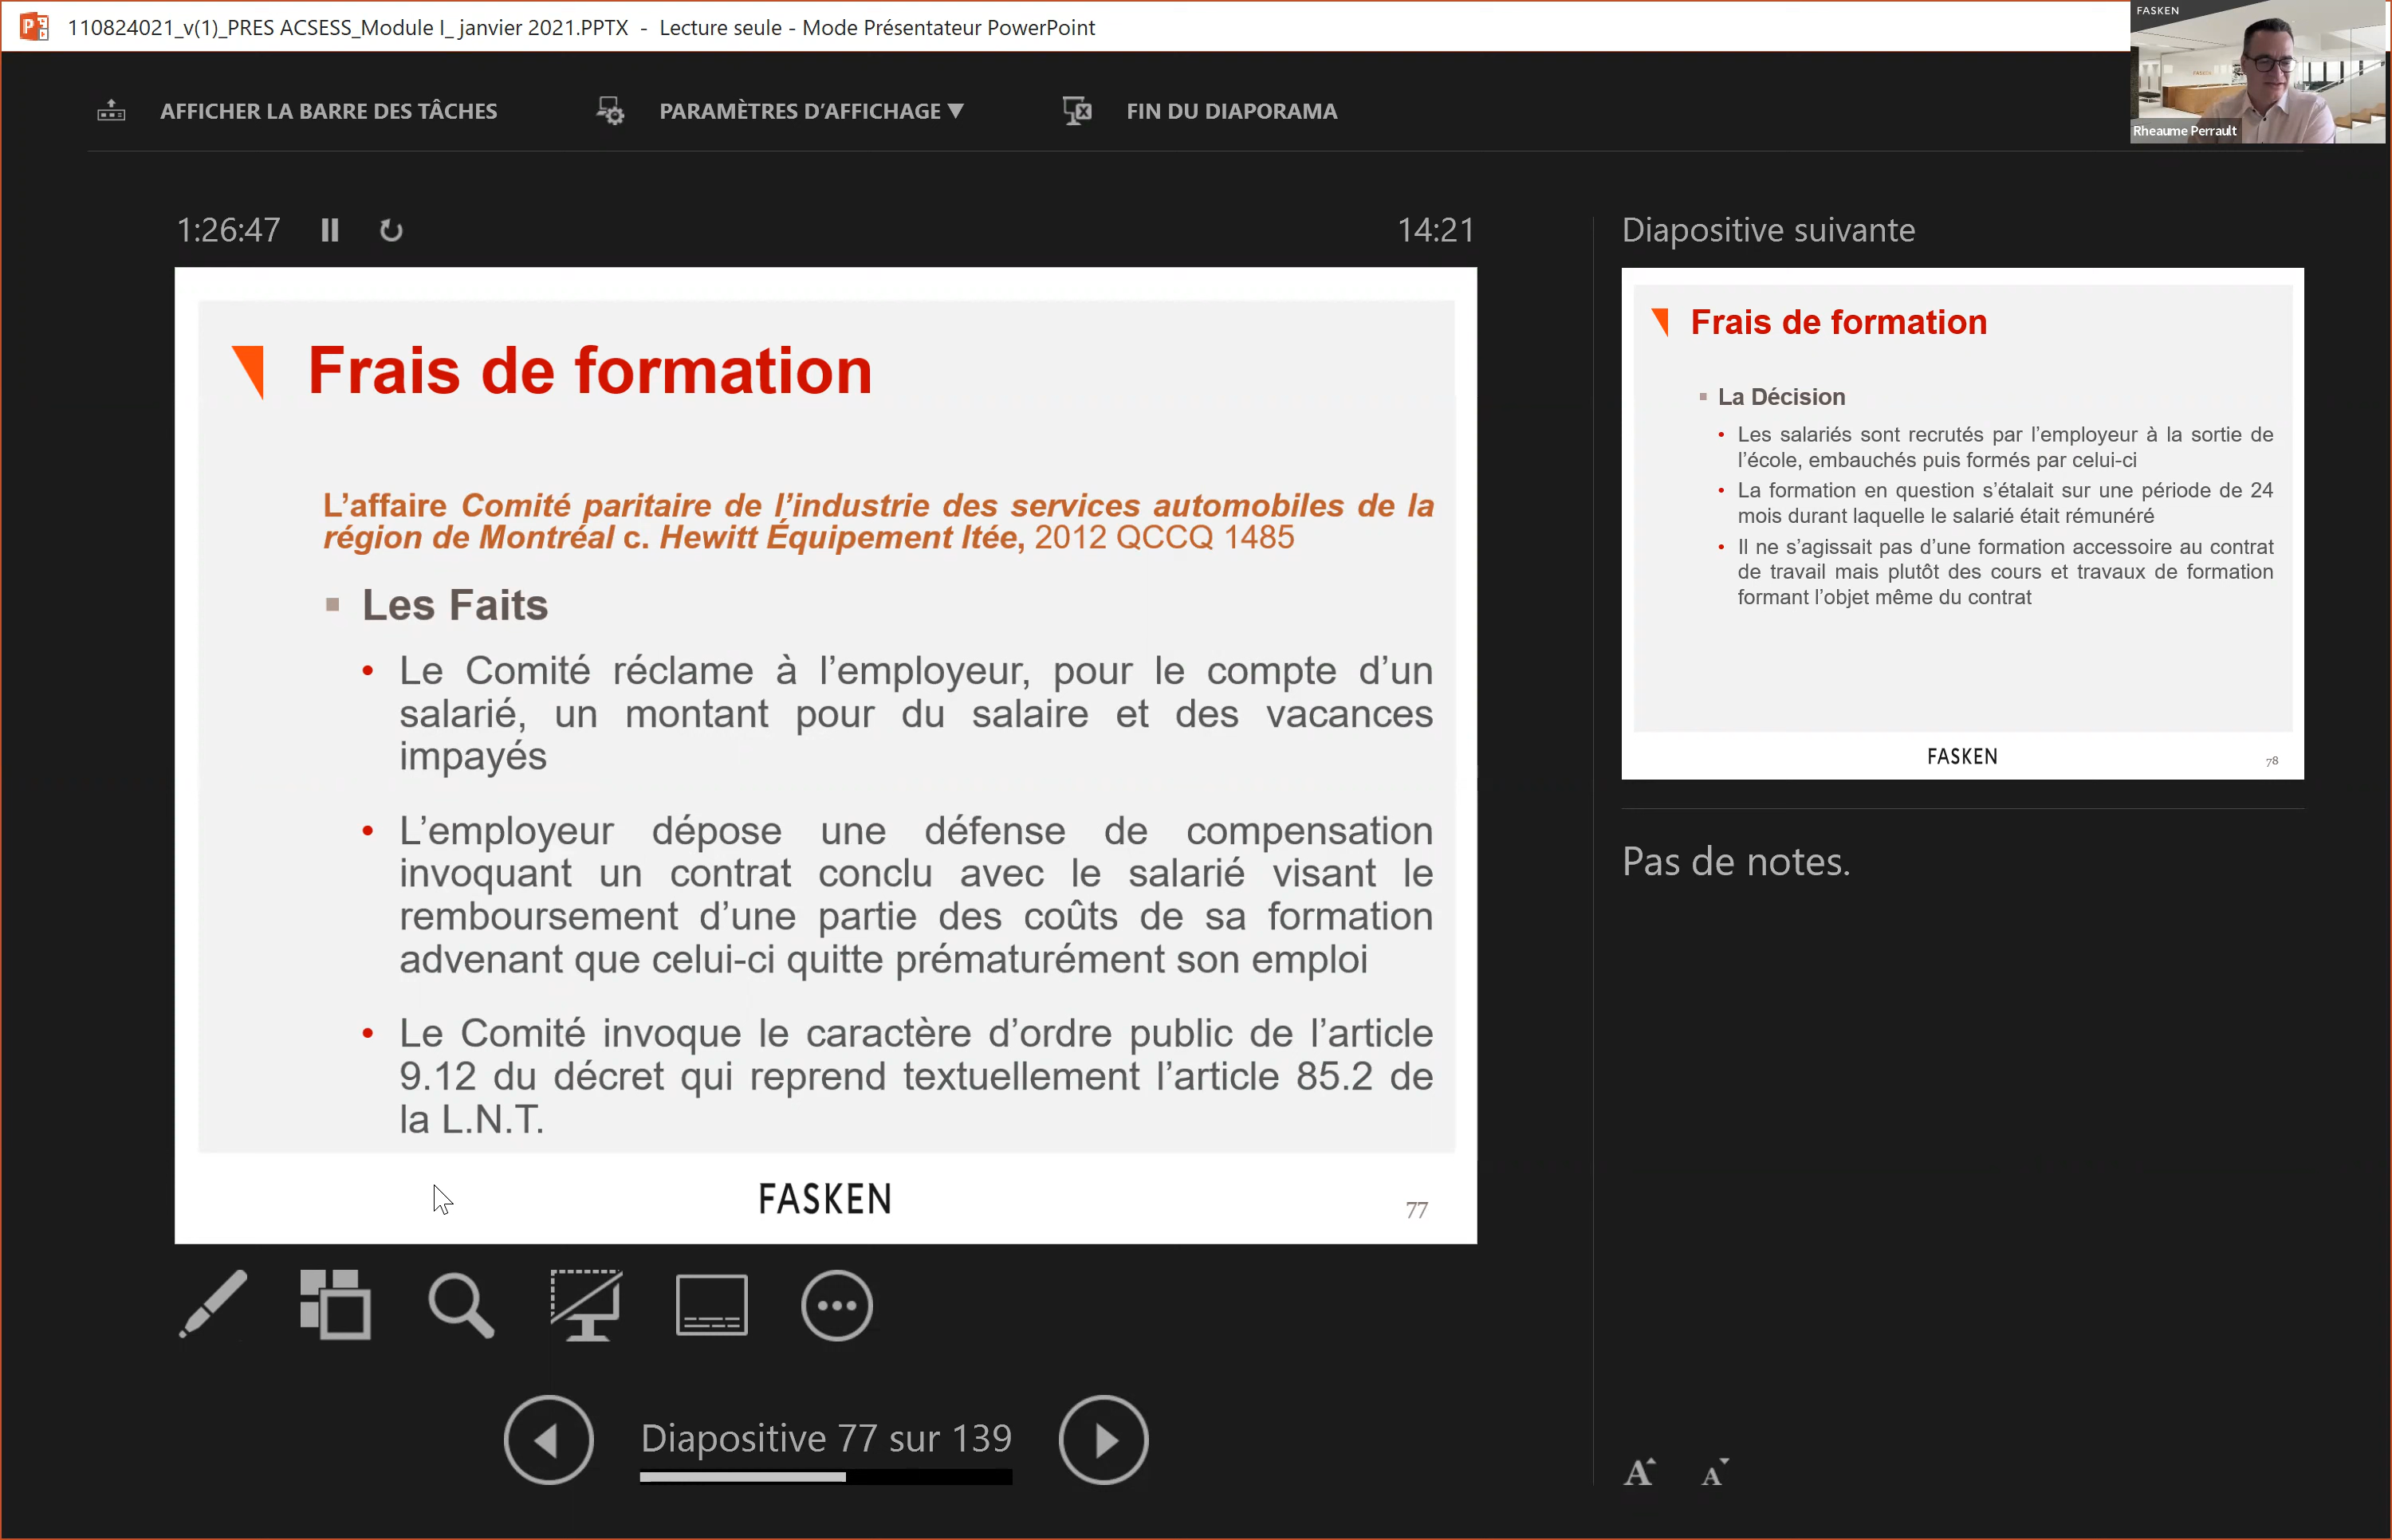 110824021_v(1)_PRES ACSESS_Module I_ janvier 2021.PPTX - Lecture seule - Mode Présentateur PowerPoint
FASKEN
Rheaume Perrault
AFFICHER LA BARRE DES TÂCHES
PARAMÈTRES D'AFFICHAGE
FIN DU DIAPORAMA
1:26:47
14:21
Frais de formation
L'affaire Comité paritaire de l'industrie des services automobiles de la
région de Montréal c. Hewitt Équipement ltée, 2012 QCCQ 1485
Les Faits
• Le Comité réclame à l'employeur, pour le compte d'un
salarié, un montant pour du salaire et des vacances
impayés
• L'employeur dépose une défense de compensation
invoquant un contrat conclu avec le salarié visant le
remboursement d'une partie des coûts de sa formation
advenant que celui-ci quitte prématurément son emploi
• Le Comité invoque le caractère d'ordre public de l'article
9.12 du décret qui reprend textuellement l'article 85.2 de
la L.N.T.
FASKEN
77
Diapositive 77 sur 139
Diapositive suivante
Frais de formation
La Décision
• Les salariés sont recrutés par l'employeur à la sortie de
l'école, embauchés puis formés par celui-ci
• La formation en question s'étalait sur une période de 24
mois durant laquelle le salarié était rémunéré
• Il ne s'agissait pas d'une formation accessoire au contrat
de travail mais plutôt des cours et travaux de formation
formant l'objet même du contrat
FASKEN
78
Pas de notes.
A A